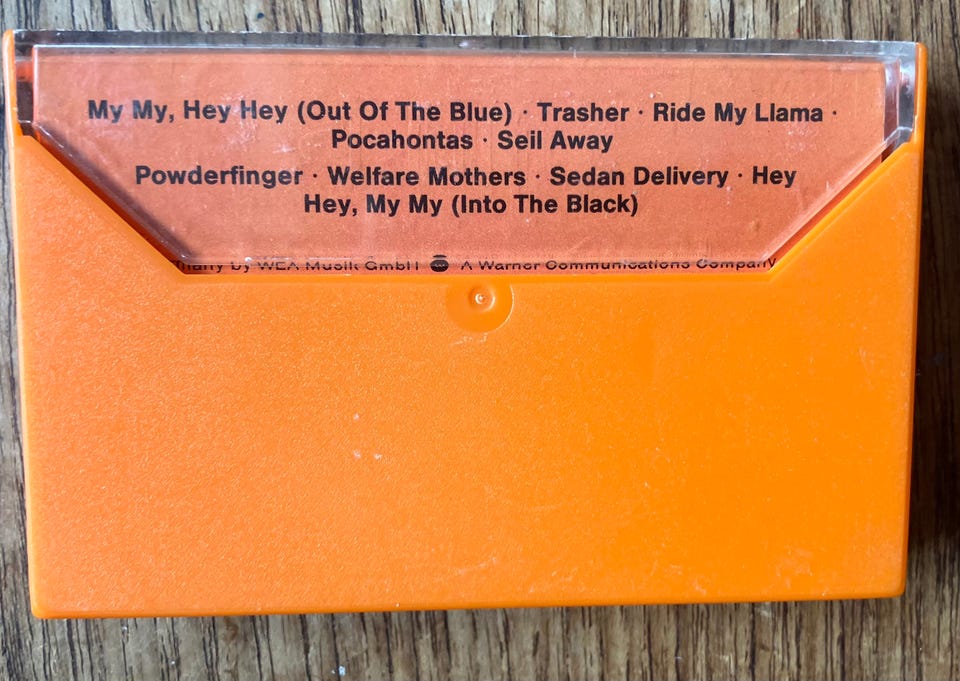 My My, Hey Hey (Out Of The Blue) · Trasher · Ride My Llama ·
Pocahontas · Seil Away
Powderfinger · Welfare Mothers · Sedan Delivery · Hey
Hey, My My (Into The Black)
by WEA Musik GmbH A Warner Communications Company